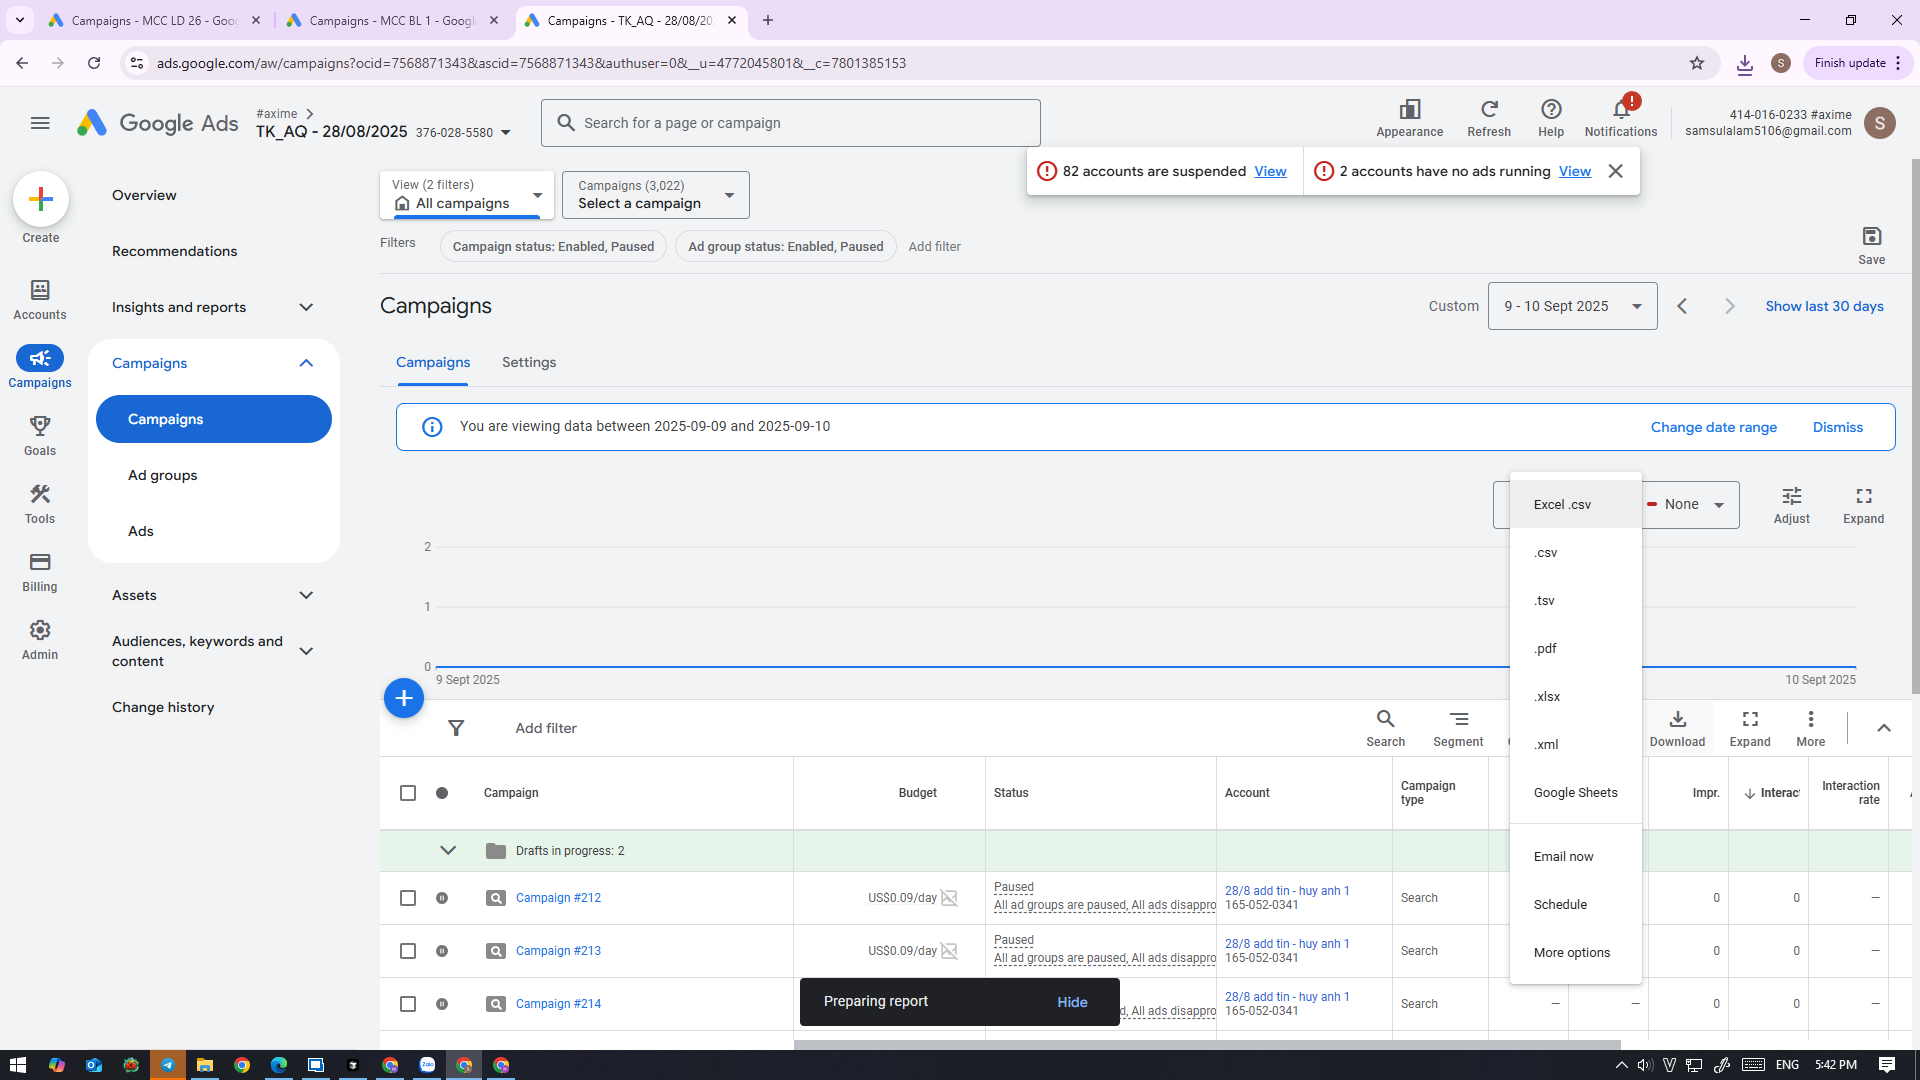 Campaigns - MCC LD 26 - Goo
Campaigns - MCC BL 1 - Google
Campaigns - TK_AQ - 28/08/20
ads.google.com/aw/campaigns?ocid=7568871343&ascid=7568871343&authuser=0&__u=4772045801&__c=7801385153
S
Finish update
Google Ads
#axime
TK_AQ - 28/08/2025 376-028-5580
Search for a page or campaign
Appearance
Refresh
Help
Notifications
414-016-0233 #axime
samsulalam5106@gmail.com
S
82 accounts are suspended View
2 accounts have no ads running View
Create
Accounts
Campaigns
Goals
Tools
Billing
Admin
Overview
Recommendations
Insights and reports
Campaigns
Campaigns
Ad groups
Ads
Assets
Audiences, keywords and
content
Change history
View (2 filters)
All campaigns
Campaigns (3,022)
Select a campaign
Filters
Campaign status: Enabled, Paused
Ad group status: Enabled, Paused
Add filter
Save
Campaigns
Custom
9 - 10 Sept 2025
Show last 30 days
Campaigns
Settings
You are viewing data between 2025-09-09 and 2025-09-10
Change date range
Dismiss
None
Adjust
Expand
2
1
0
9 Sept 2025
10 Sept 2025
Excel .csv
.csv
.tsv
.pdf
.xlsx
.xml
Google Sheets
Email now
Schedule
More options
Add filter
Search
Segment
Download
Expand
More
Campaign
Budget
Status
Account
Campaign
type
Impr.
Interact
Interaction
rate
Drafts in progress: 2
Campaign #212
US$0.09/day
Paused
All ad groups are paused, All ads disappro
28/8 add tin - huy anh 1
165-052-0341
Search
0
0
—
Campaign #213
US$0.09/day
Paused
All ad groups are paused, All ads disappro
28/8 add tin - huy anh 1
165-052-0341
Search
0
0
—
Campaign #214
d, All ads disappro
28/8 add tin - huy anh 1
165-052-0341
Search
—
—
0
0
—
Preparing report
Hide
Zalo
ENG
5:42 PM